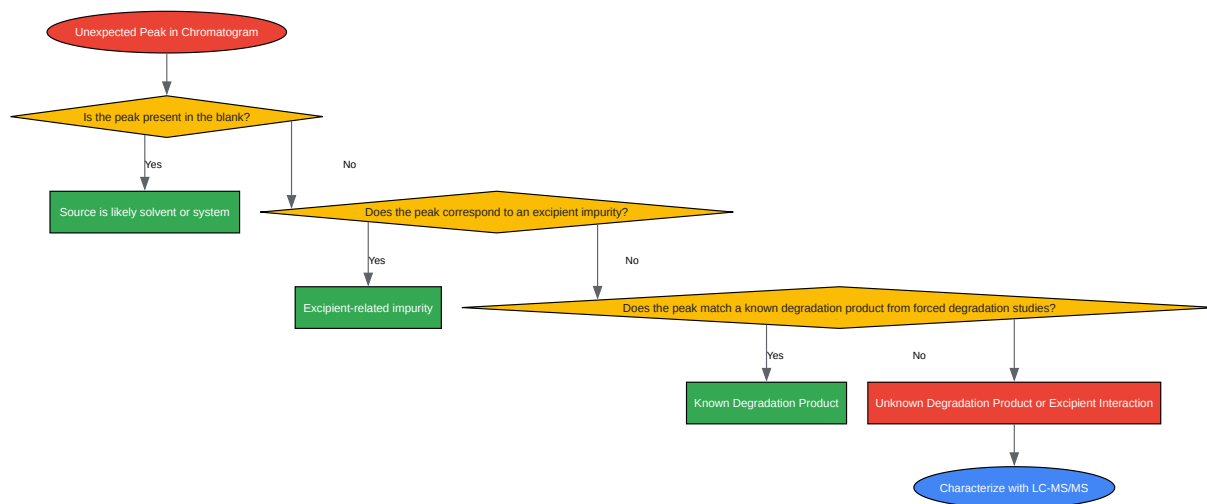 Unexpected Peak in Chromatogram
Is the peak present in the blank?
Yes
No
Source is likely solvent or system
Does the peak correspond to an excipient impurity?
Yes
No
Excipient-related impurity
Does the peak match a known degradation product from forced degradation studies?
Yes
No
Known Degradation Product
Unknown Degradation Product or Excipient Interaction
Characterize with LC-MS/MS